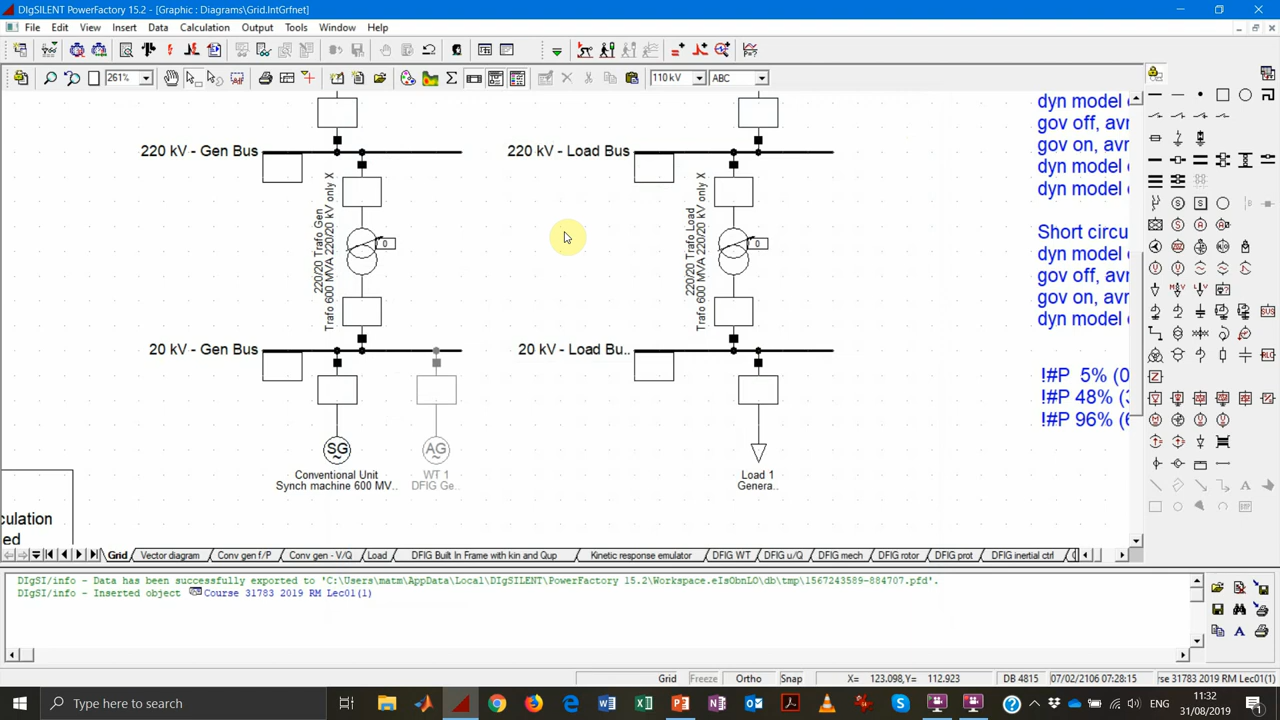 DIgSILENT PowerFactory 15.2 - [Graphic : Diagrams\Grid.IntGrfnet]
File Edit View Insert Data Calculation Output Tools Window Help
261% 110 kV ABC
dyn model
gov off, avr
gov on, avr
dyn model
dyn model
220 kV - Gen Bus
220 kV - Load Bus
220/20 Trafo Gen
Trafo 600 MVA 220/20 kV only X
0
220/20 Trafo Load
Trafo 600 MVA 220/20 kV only X
0
Short circu
dyn model
gov off, avr
gov on, avr
dyn model
20 kV - Gen Bus
20 kV - Load Bu..
!#P 5% (0
!#P 48% (3
!#P 96% (6
SG
~
AG
~
Conventional Unit
Synch machine 600 MV..
WT 1
DFIG Ge..
Load 1
Genera..
culation
ed
Grid Vector diagram Conv gen f/P Conv gen - V/Q Load DFIG Built In Frame with kin and Qup Kinetic response emulator DFIG WT DFIG u/Q DFIG mech DFIG rotor DFIG prot DFIG inertial ctrl
DIgSI/info - Data has been successfully exported to 'C:\Users\matm\AppData\Local\DIgSILENT\PowerFactory 15.2\Workspace.eIsObnLO\db\tmp\1567243589-884707.pfd'.
DIgSI/info - Inserted object Course 31783 2019 RM Lec01(1)
Grid Freeze Ortho Snap X= 123.098,Y= 112.923 DB 4815 07/02/2106 07:28:15 rse 31783 2019 RM Lec01(1)
Type here to search
11:32
31/08/2019